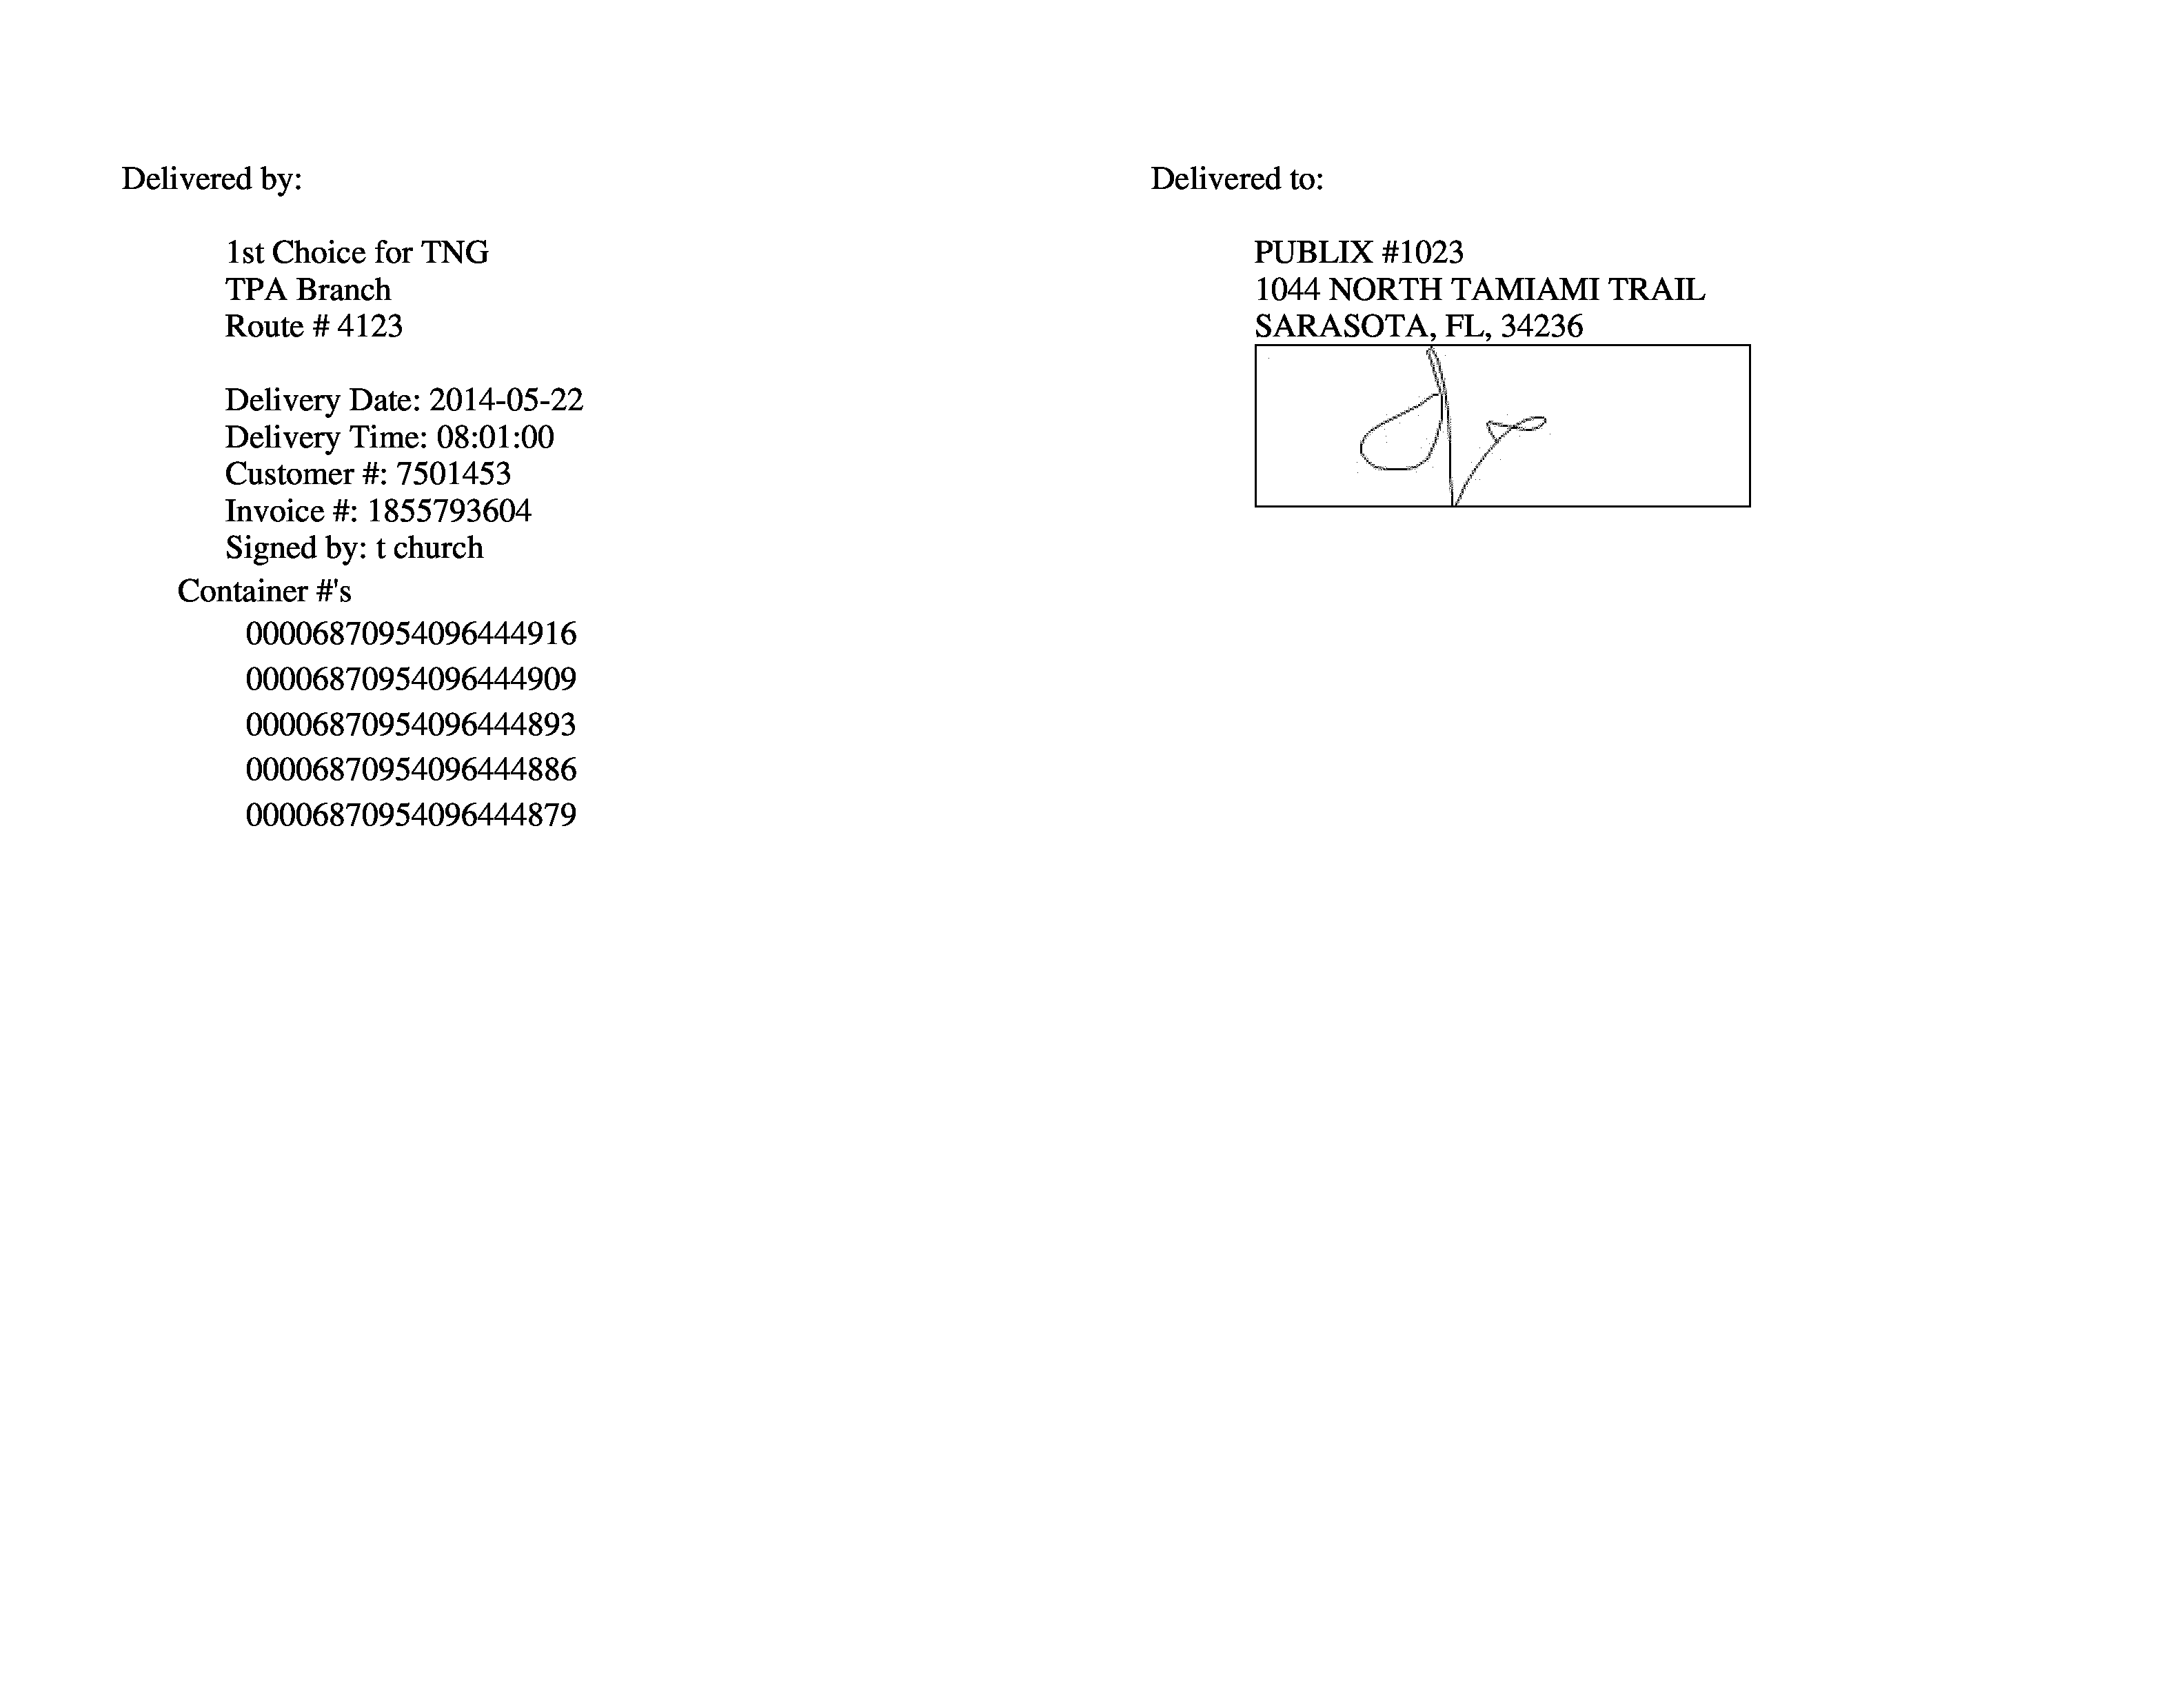 Delivered by:
1st Choice for TNG
TPA Branch
Route # 4123
Delivery Date: 2014-05-22
Delivery Time: 08:01:00
Customer #: 7501453
Invoice #: 1855793604
Signed by: t church
Container #'s
00006870954096444916
00006870954096444909
00006870954096444893
00006870954096444886
00006870954096444879
Delivered to:
PUBLIX #1023
1044 NORTH TAMIAMI TRAIL
SARASOTA, FL, 34236